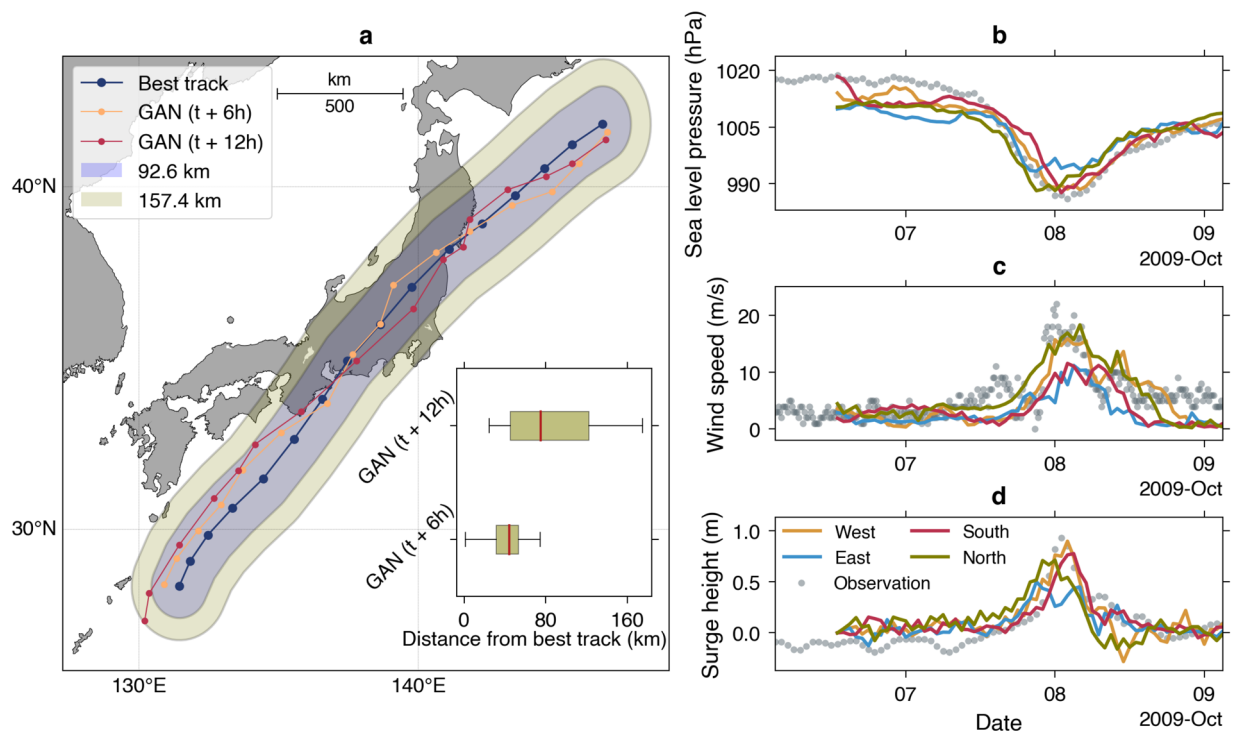 a
Best track
GAN (t + 6h)
GAN (t + 12h)
92.6 km
157.4 km
km
500
40°N
30°N
130°E
140°E
GAN (t + 12h)
GAN (t + 6h)
0
80
160
Distance from best track (km)
b
Sea level pressure (hPa)
1020
1005
990
07
08
09
2009-Oct
c
Wind speed (m/s)
20
10
0
07
08
09
2009-Oct
d
Surge height (m)
1.0
0.5
0.0
West
East
Observation
South
North
07
08
09
2009-Oct
Date